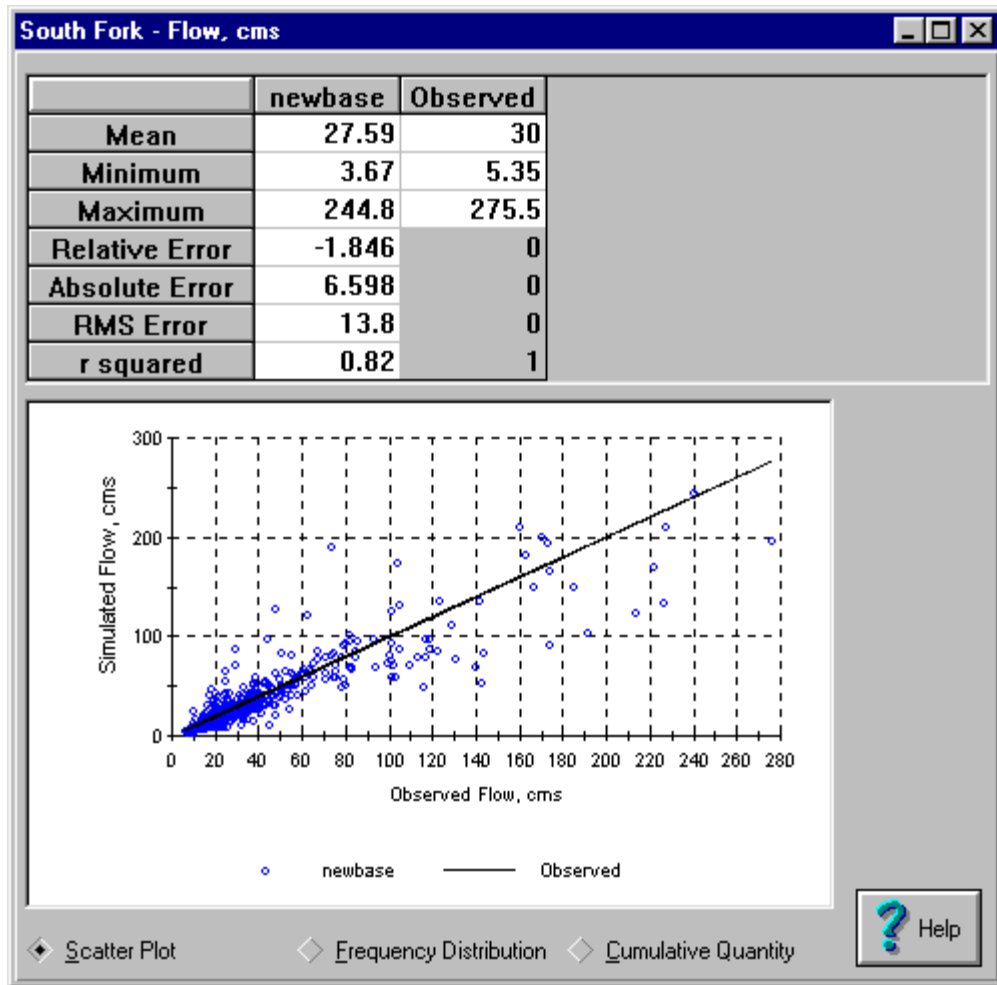 South Fork - Flow, cms
newbase Observed
Mean 27.59 30
Minimum 3.67 5.35
Maximum 244.8 275.5
Relative Error -1.846 0
Absolute Error 6.598 0
RMS Error 13.8 0
r squared 0.82 1
300
200
100
0
Simulated Flow, cms
0 20 40 60 80 100 120 140 160 180 200 220 240 260 280
Observed Flow, cms
newbase Observed
Scatter Plot Frequency Distribution Cumulative Quantity
? Help